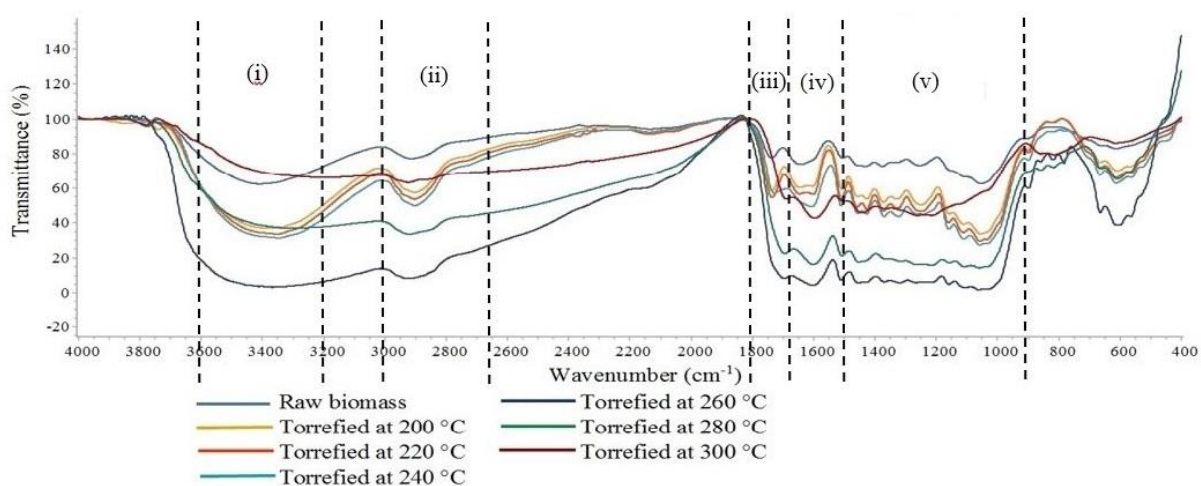 140
120
100
80
60
40
20
0
-20
Transmittance (%)
(i)
(ii)
(iii)
(iv)
(v)
4000 3800 3600 3400 3200 3000 2800 2600 2400 2200 2000 1800 1600 1400 1200 1000 800 600 400
Wavenumber (cm⁻¹)
Raw biomass
Torrefied at 200 °C
Torrefied at 220 °C
Torrefied at 240 °C
Torrefied at 260 °C
Torrefied at 280 °C
Torrefied at 300 °C